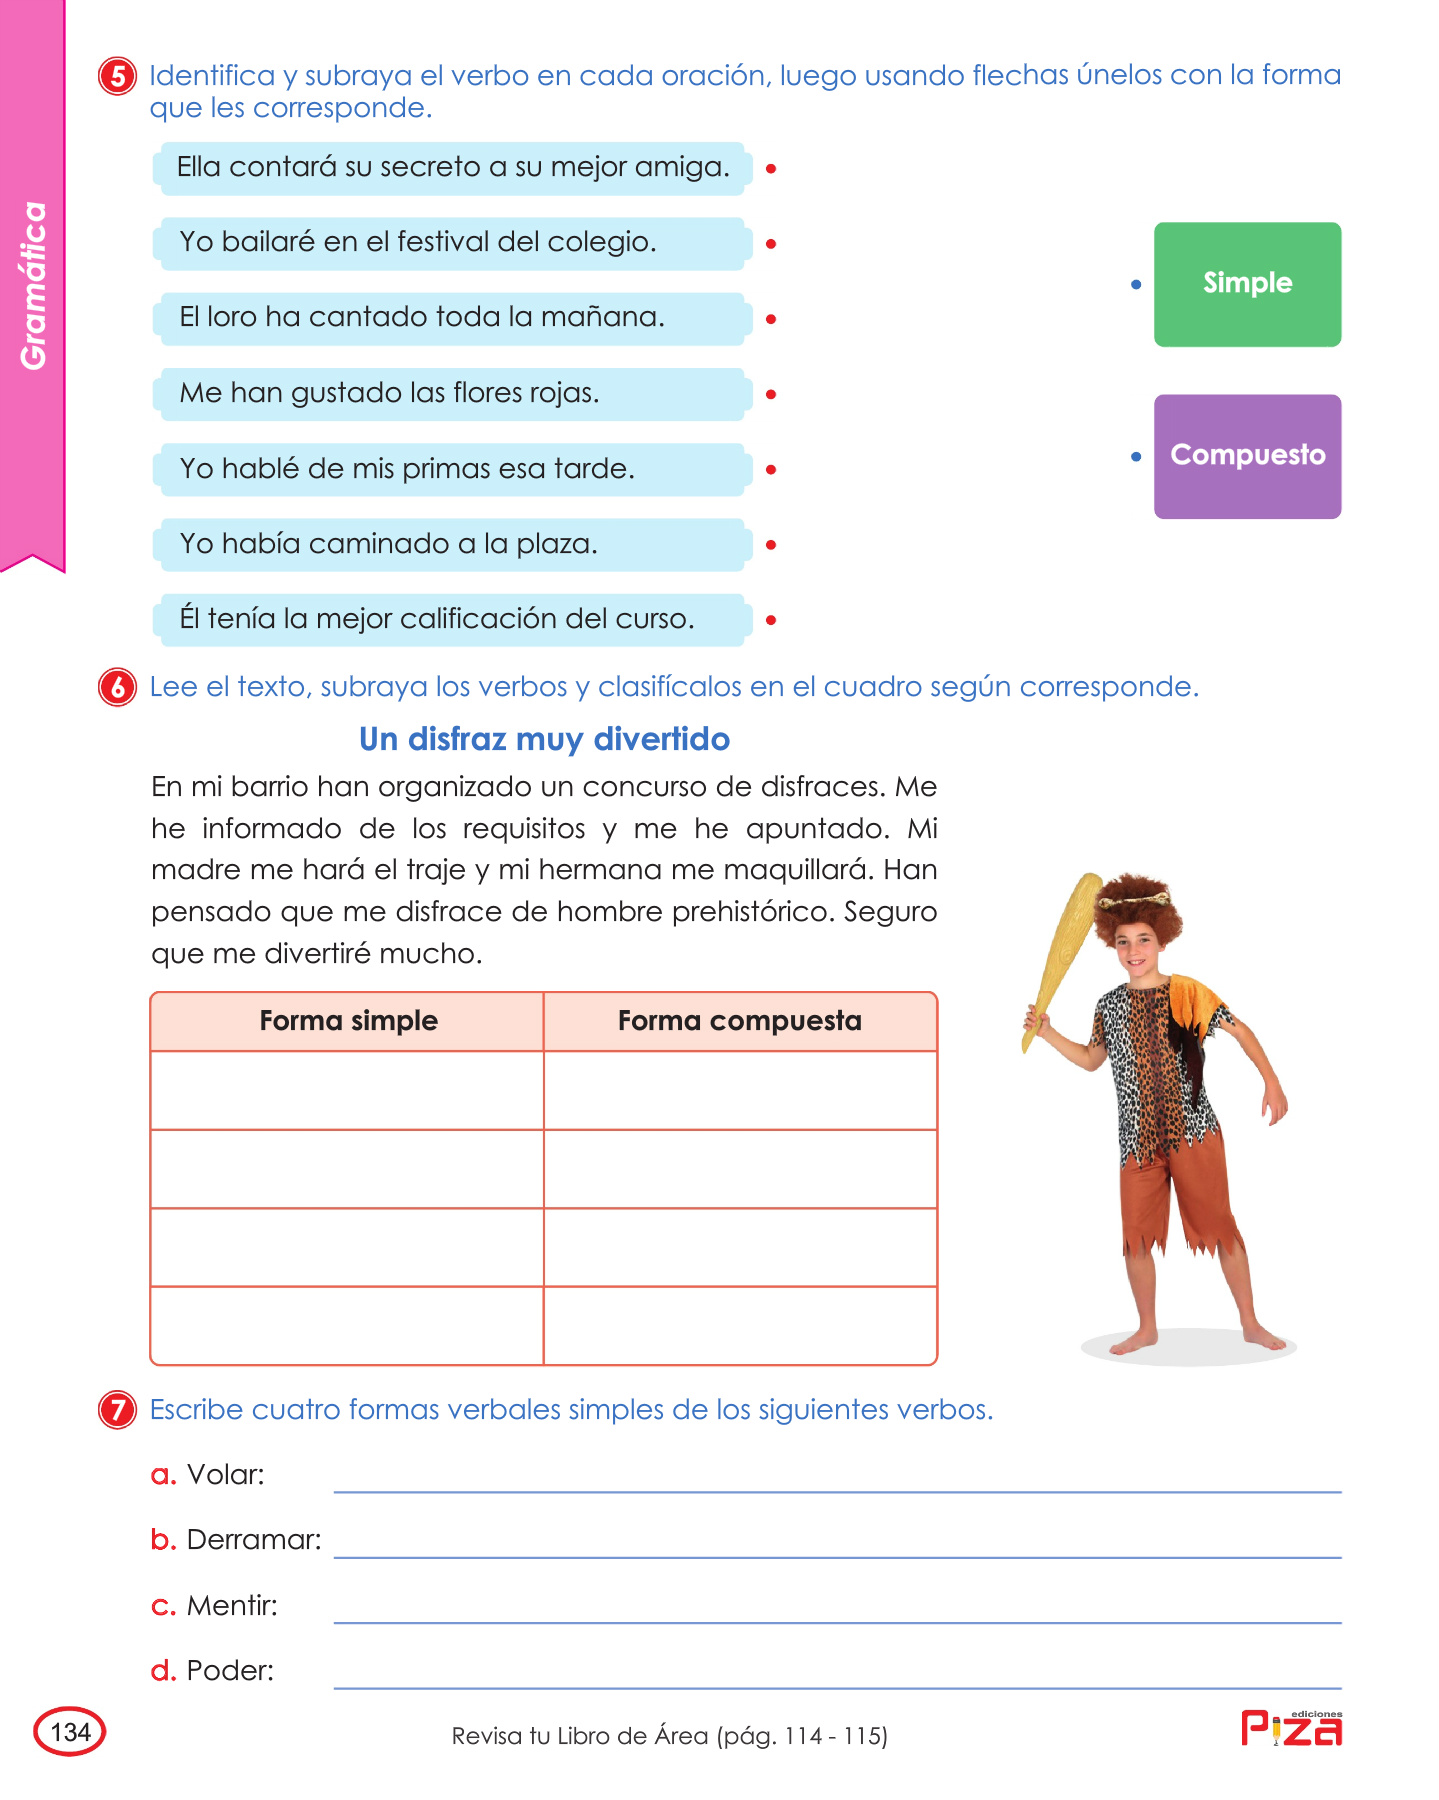 Gramática
5 Identifica y subraya el verbo en cada oración, luego usando flechas únelos con la forma
que les corresponde.
Ella contará su secreto a su mejor amiga.
Yo bailaré en el festival del colegio.
El loro ha cantado toda la mañana.
Me han gustado las flores rojas.
Yo hablé de mis primas esa tarde.
Yo había caminado a la plaza.
Él tenía la mejor calificación del curso.
Simple
Compuesto
6 Lee el texto, subraya los verbos y clasifícalos en el cuadro según corresponde.
Un disfraz muy divertido
En mi barrio han organizado un concurso de disfraces. Me
he informado de los requisitos y me he apuntado. Mi
madre me hará el traje y mi hermana me maquillará. Han
pensado que me disfrace de hombre prehistórico. Seguro
que me divertiré mucho.
Forma simple Forma compuesta
7 Escribe cuatro formas verbales simples de los siguientes verbos.
a. Volar:
b. Derramar:
c. Mentir:
d. Poder:
134
Revisa tu Libro de Área (pág. 114 - 115)
ediciones
Piza